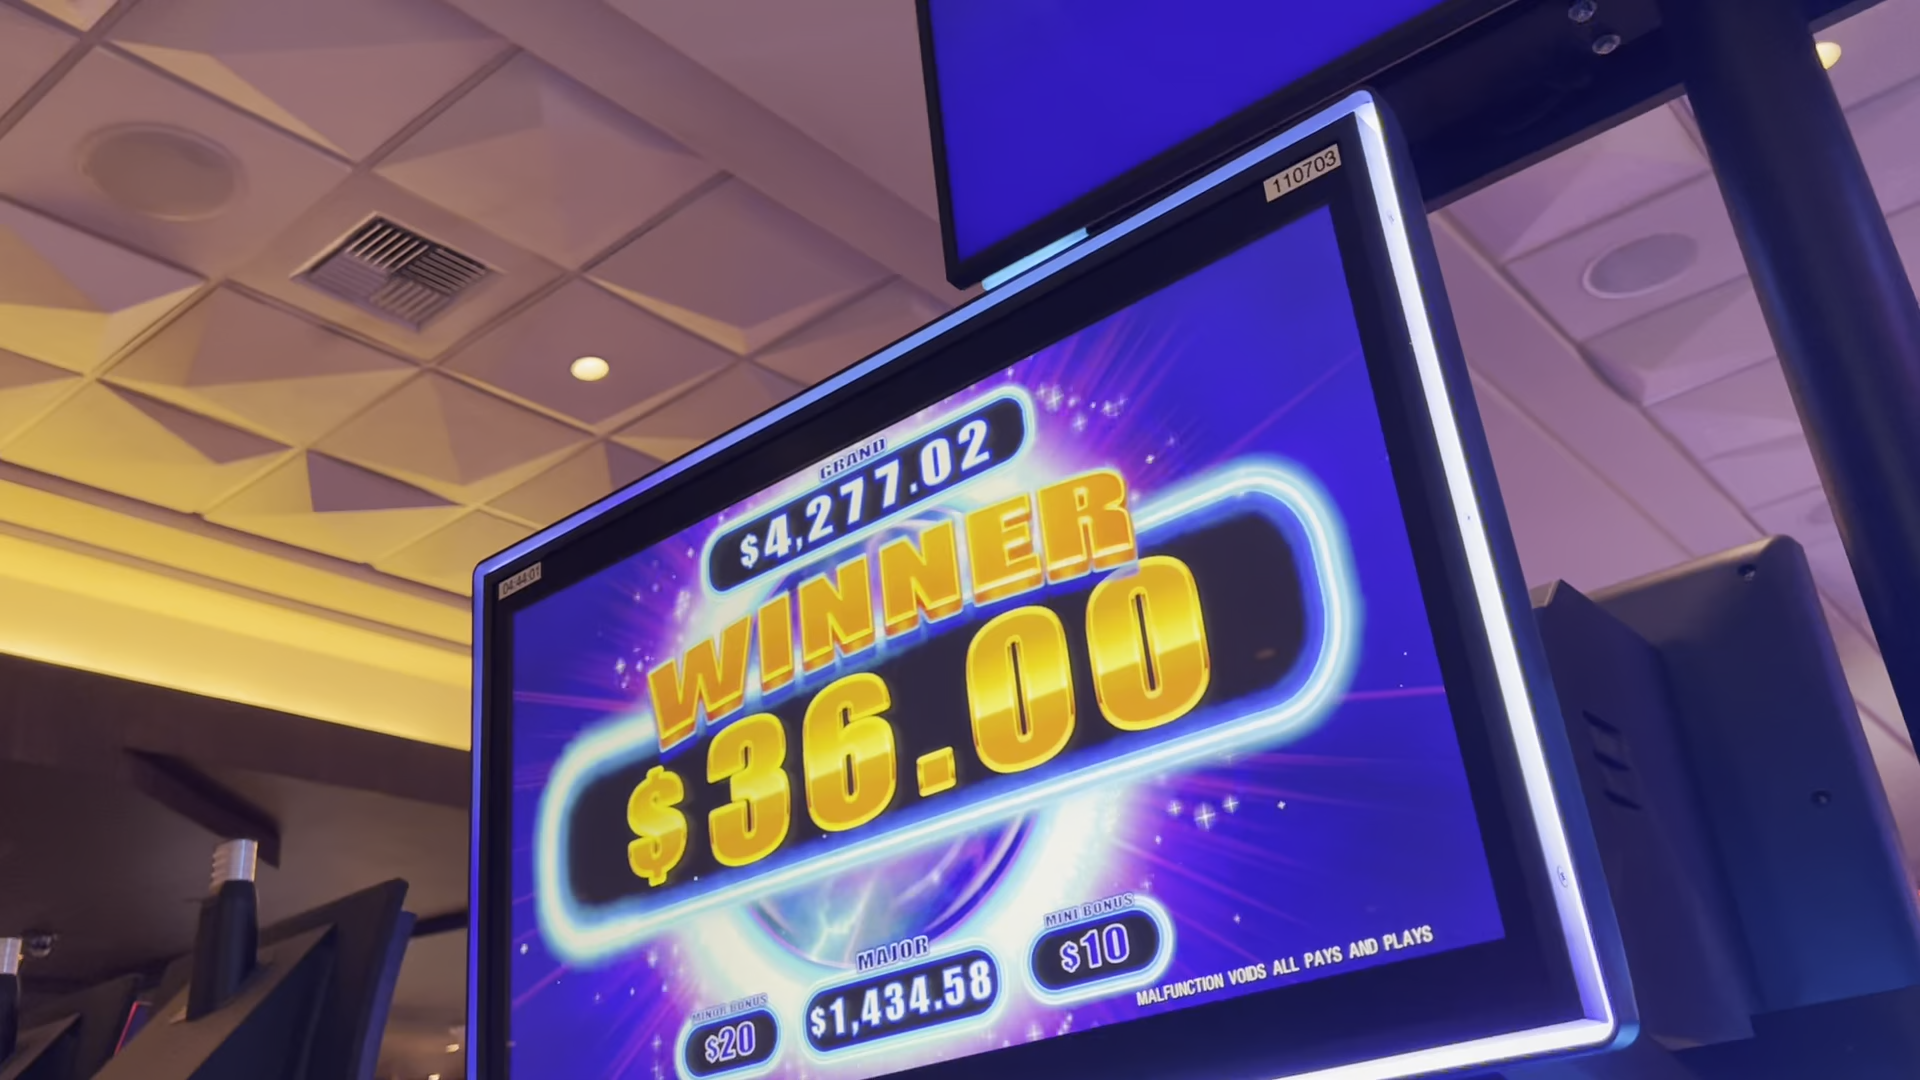 110703
04:44:01
GRAND
$4,277.02
WINNER
$36.00
MAJOR
$1,434.58
MINI BONUS
$10
MINOR BONUS
$20
MALFUNCTION VOIDS ALL PAYS AND PLAYS